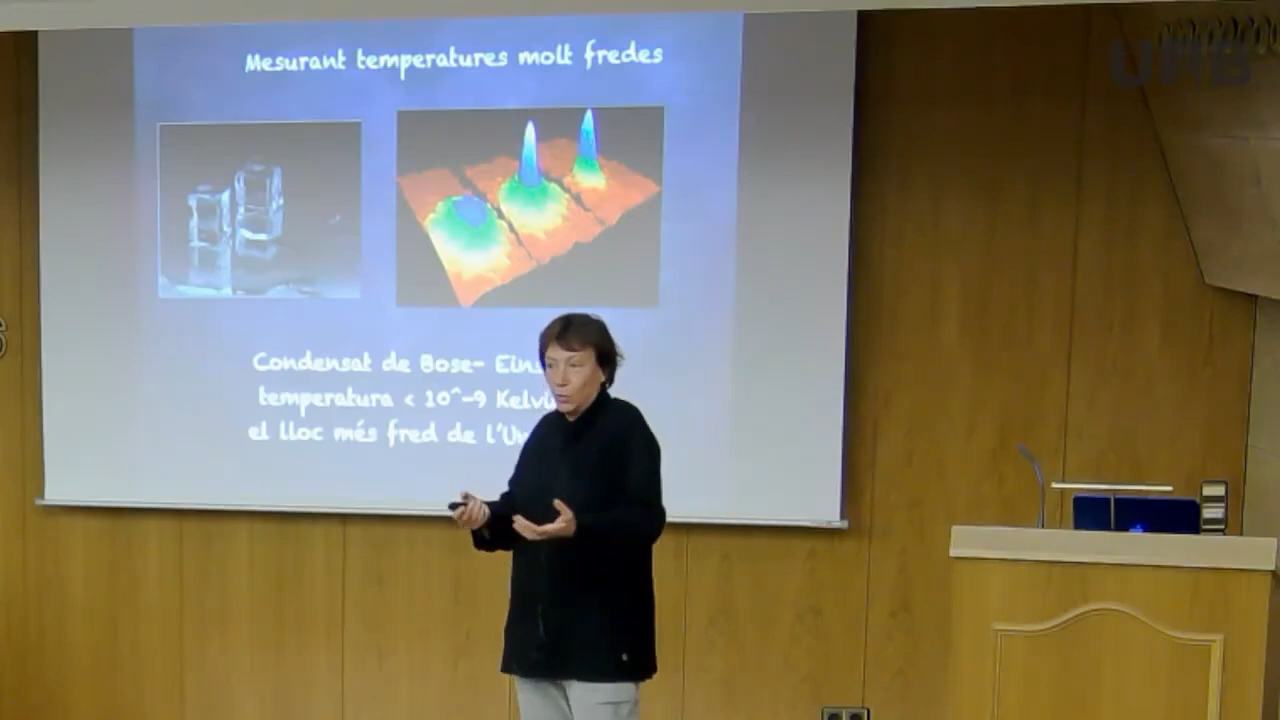 Mesurant temperatures molt fredes
Condensat de Bose-
temperatura < 10^-9
el lloc més fred de
UAB